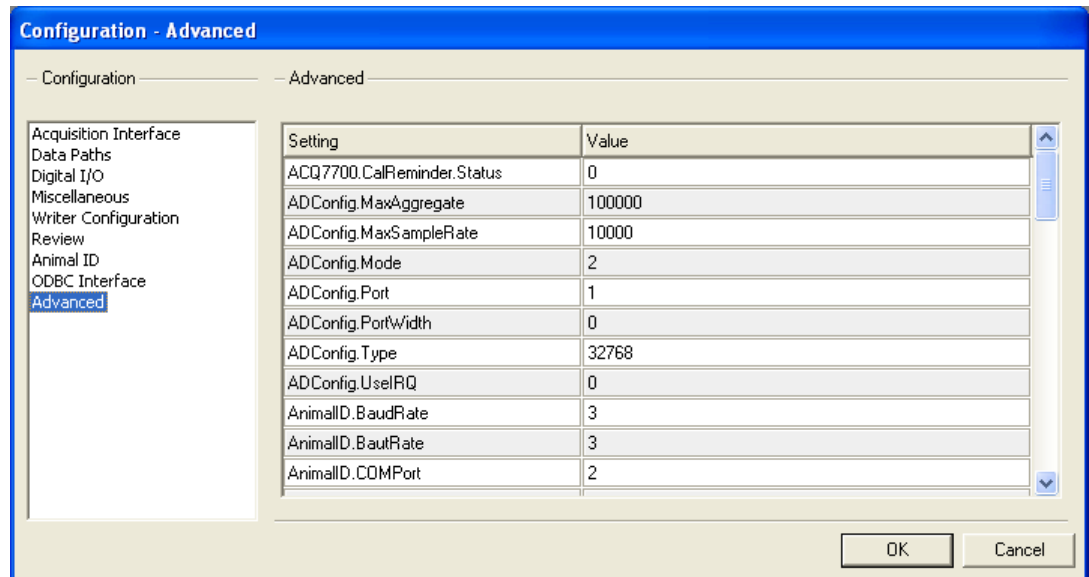 Configuration - Advanced
Configuration
Advanced
Acquisition Interface
Data Paths
Digital I/O
Miscellaneous
Writer Configuration
Review
Animal ID
ODBC Interface
Advanced
Setting Value
ACQ7700.CalReminder.Status 0
ADConfig.MaxAggregate 100000
ADConfig.MaxSampleRate 10000
ADConfig.Mode 2
ADConfig.Port 1
ADConfig.PortWidth 0
ADConfig.Type 32768
ADConfig.UseIRQ 0
AnimalID.BaudRate 3
AnimalID.BautRate 3
AnimalID.COMPort 2
OK Cancel